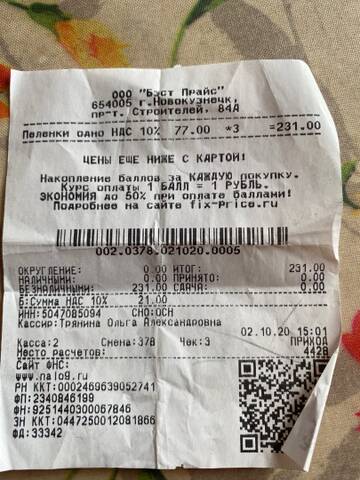 ООО "Бэст Прайс"
654005 г.Новокузнецк,
пр-т. Строителей, 84А
Пеленки одно НДС 10% 77.00 *3 =231.00
ЦЕНЫ ЕЩЕ НИЖЕ С КАРТОЙ!
Накопление баллов за КАЖДУЮ покупку.
Курс оплаты 1 БАЛЛ = 1 РУБЛЬ.
ЭКОНОМИЯ до 50% при оплате баллами!
Подробнее на сайте fix-price.ru
002.0378.021020.0005
ОКРУГЛЕНИЕ: 0.00 ИТОГ: 231.00
НАЛИЧНЫМИ: 0.00 ПРИНЯТО: 0.00
БЕЗНАЛИЧНЫМИ: 231.00 СДАЧА: 0.00
Б:Сумма НДС 10% 21.00
ИНН:5047085094 СНО:ОСН
Кассир:Трянина Ольга Александровна
02.10.20 15:01
Касса:2 Смена:378 Чек:3 ПРИХОД
Место расчетов: 4428
Сайт ФНС:
www.nalog.ru
РН ККТ:0002469639052741
ФП:2340846199
ФН:9251440300067846
ЗН ККТ:0447250012081866
ФД:33342